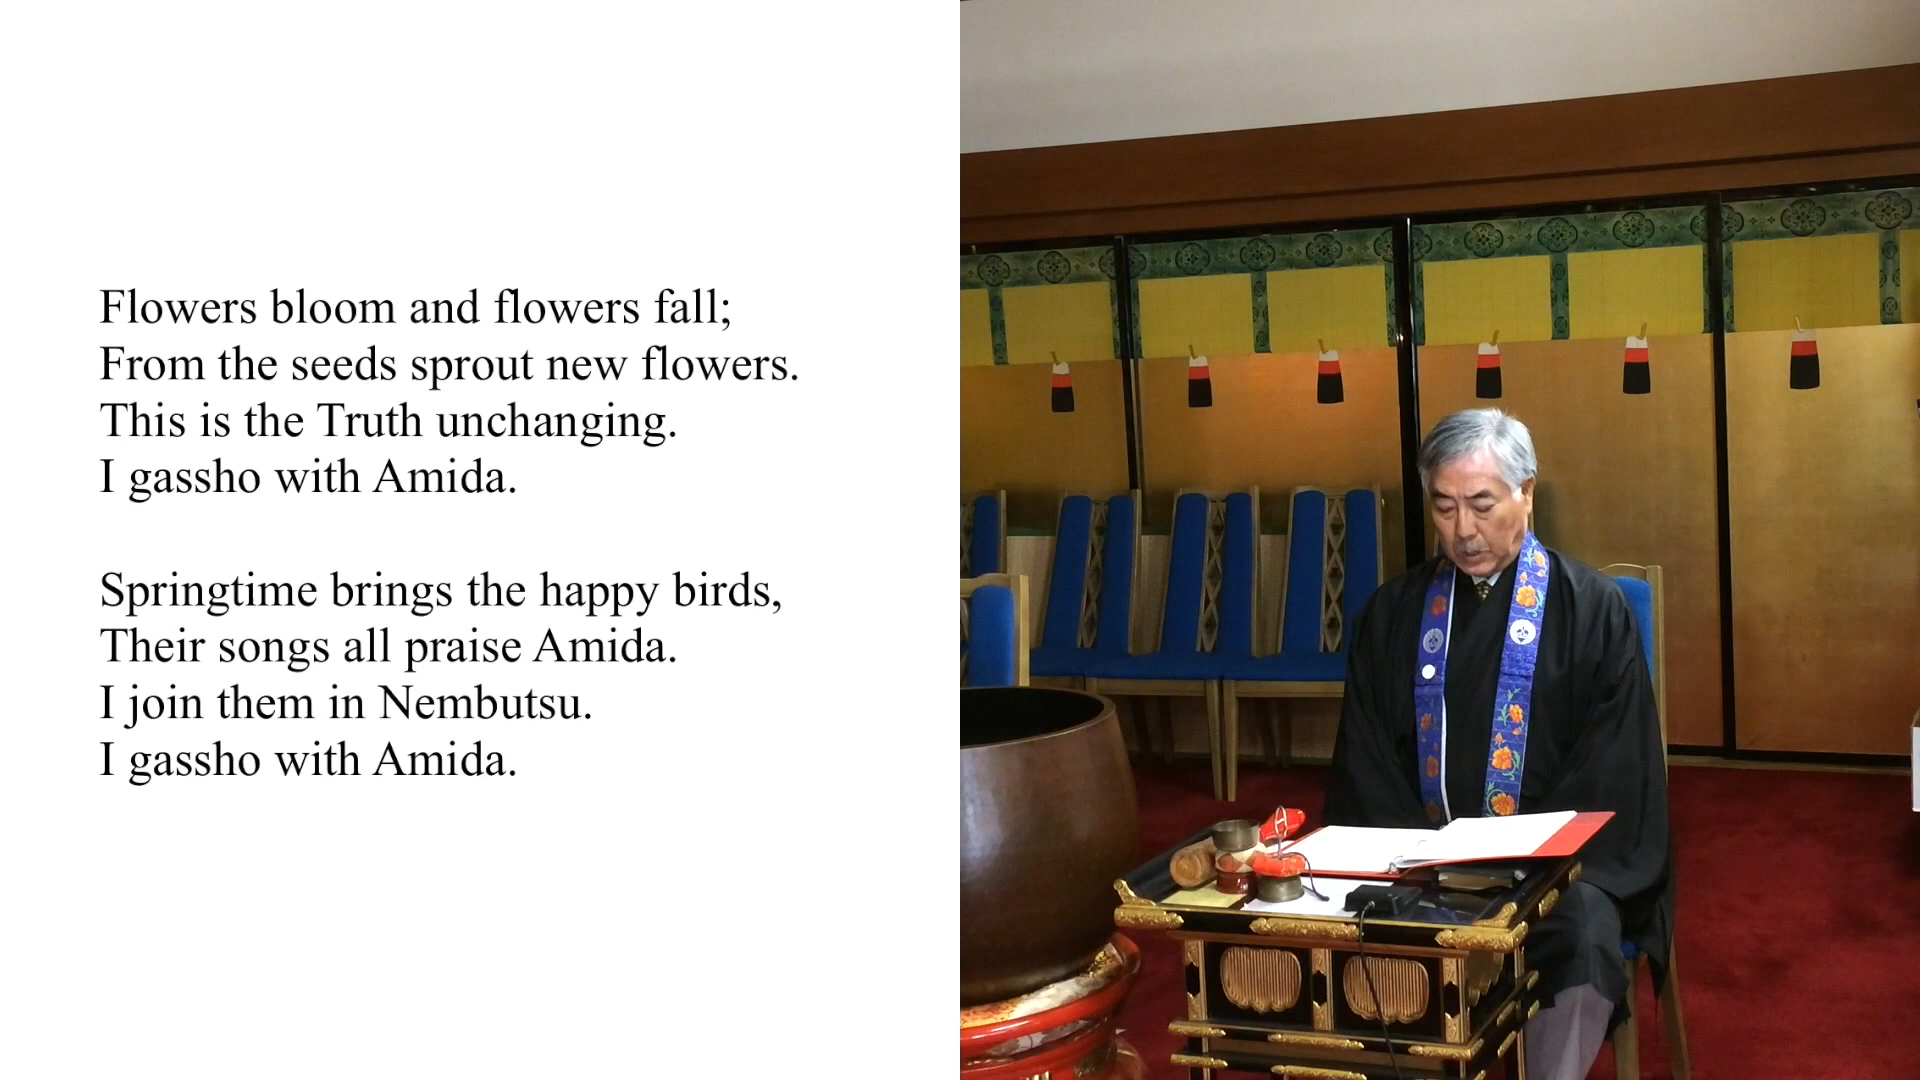 Flowers bloom and flowers fall;
From the seeds sprout new flowers.
This is the Truth unchanging.
I gassho with Amida.
Springtime brings the happy birds,
Their songs all praise Amida.
I join them in Nembutsu.
I gassho with Amida.